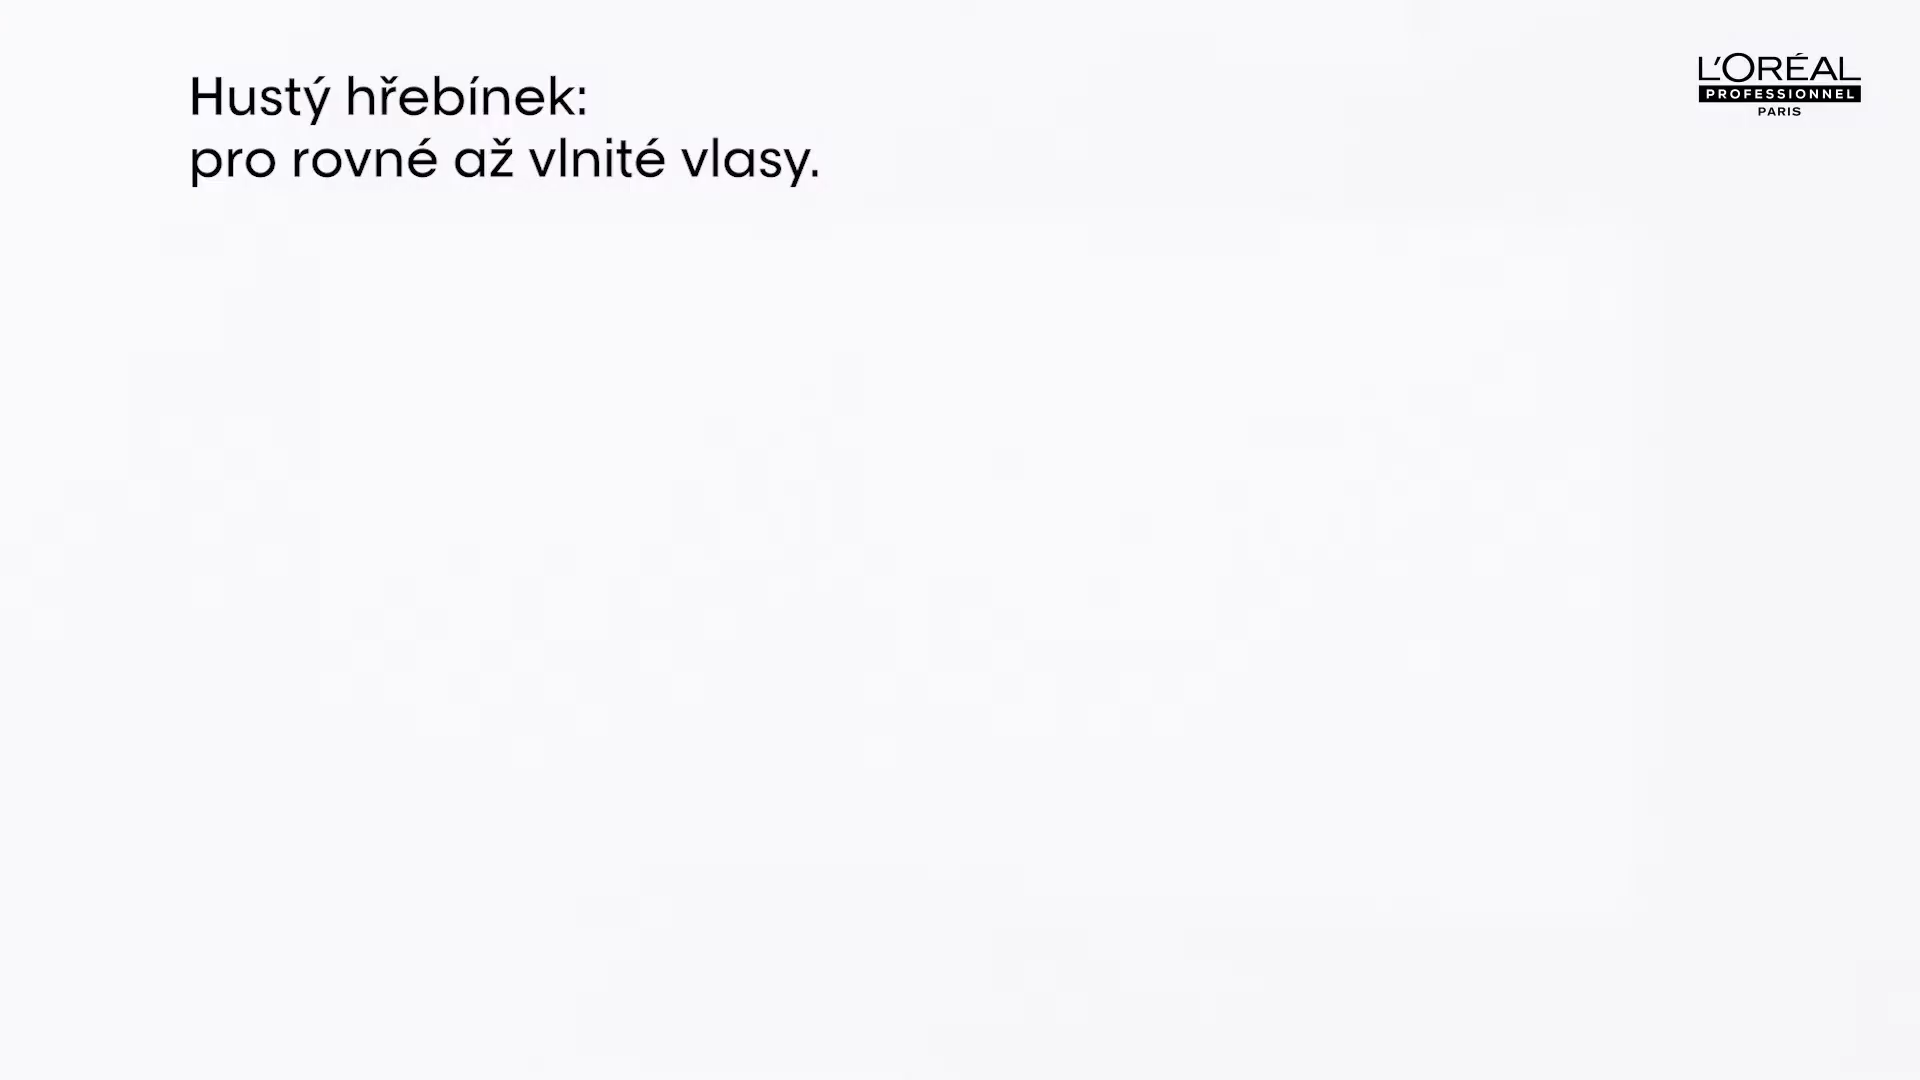 Hustý hřebínek:
pro rovné až vlnité vlasy.
L'ORÉAL
PROFESSIONNEL
PARIS